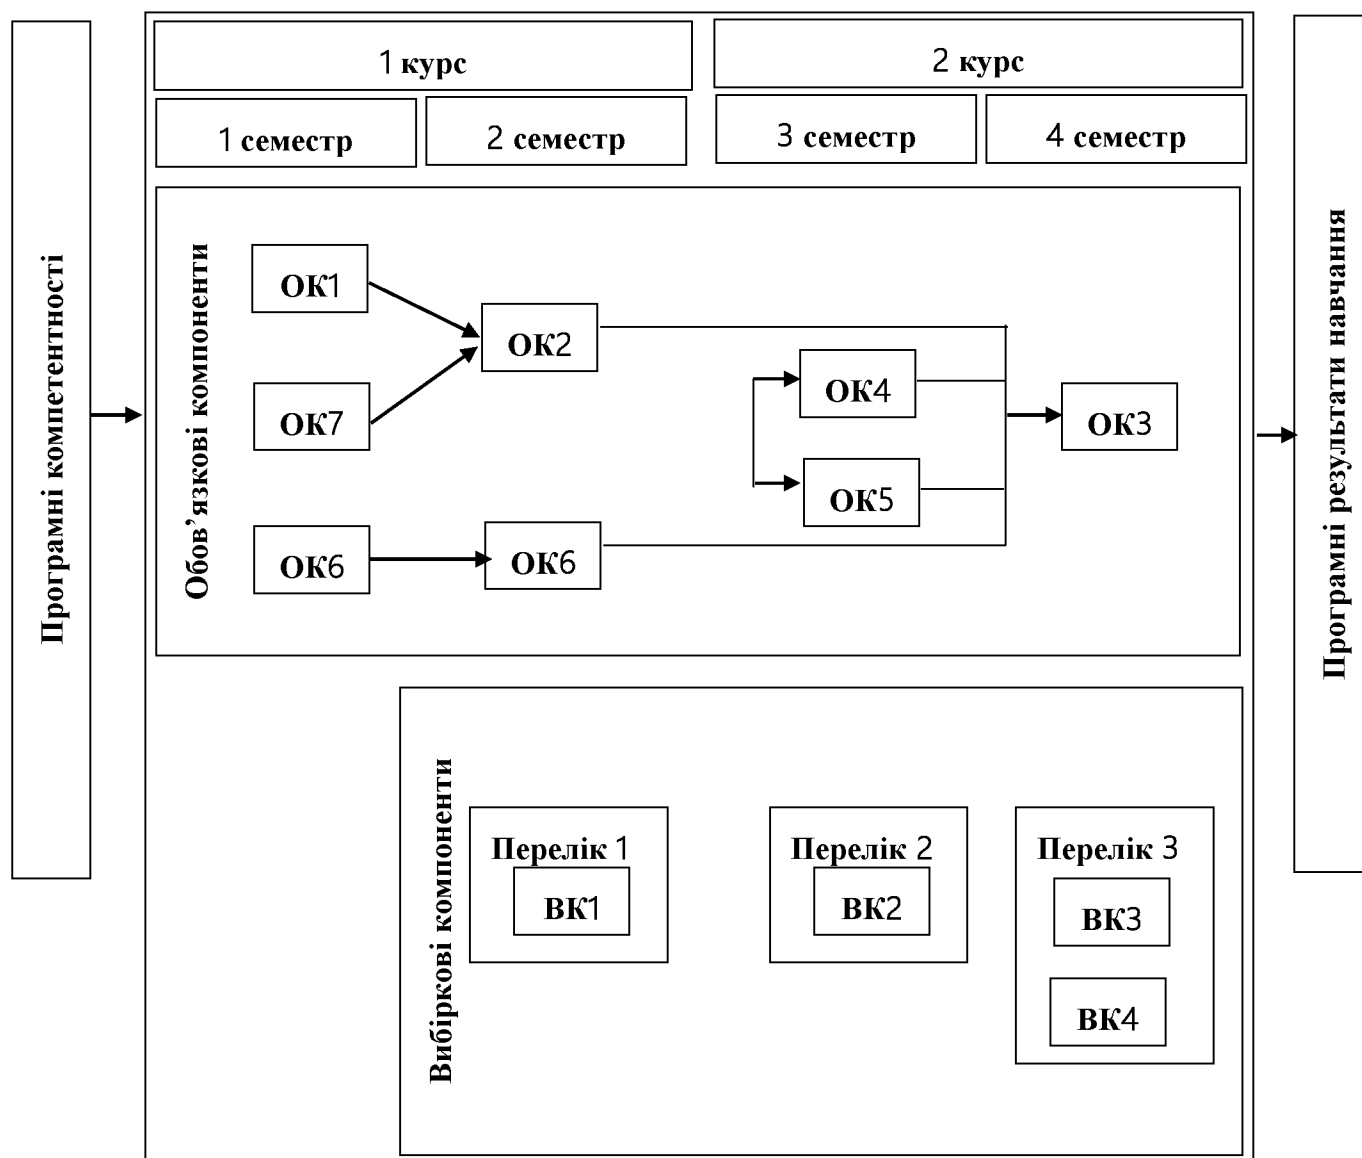 Програмні компетентності
1 курс
2 курс
1 семестр
2 семестр
3 семестр
4 семестр
Обов’язкові компоненти
ОК1
ОК2
ОК7
ОК4
ОК3
ОК5
ОК6
ОК6
Вибіркові компоненти
Перелік 1
ВК1
Перелік 2
ВК2
Перелік 3
ВК3
ВК4
Програмні результати навчання